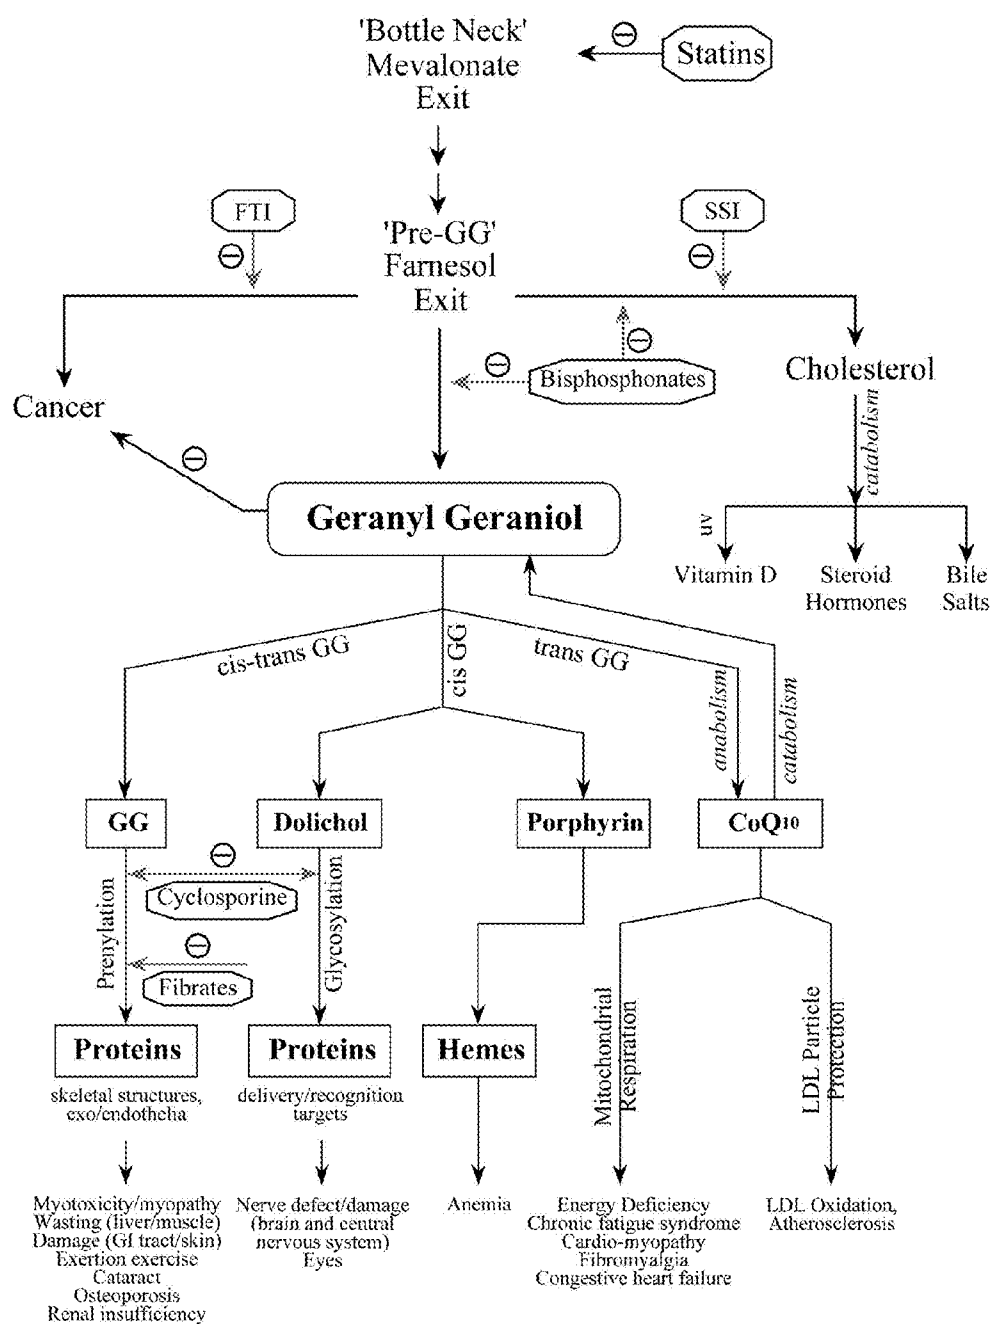 'Bottle Neck'
Mevalonate
Exit
⊖
Statins
FTI
⊖
SSI
⊖
'Pre-GG'
Farnesol
Exit
⊖
⊖
Bisphosphonates
Cholesterol
Cancer
⊖
catabolism
Geranyl Geraniol
uv
Vitamin D
Steroid
Hormones
Bile
Salts
cis-trans GG
cis GG
trans GG
anabolism
catabolism
GG
Dolichol
Porphyrin
CoQ10
⊖
Cyclosporine
Prenylation
Glycosylation
⊖
Fibrates
Mitochondrial
Respiration
LDL Particle
Protection
Proteins
Proteins
Hemes
skeletal structures,
exo/endothelia
delivery/recognition
targets
Myotoxicity/myopathy
Wasting (liver/muscle)
Damage (GI tract/skin)
Exertion exercise
Cataract
Osteoporosis
Renal insufficiency
Nerve defect/damage
(brain and central
nervous system)
Eyes
Anemia
Energy Deficiency
Chronic fatigue syndrome
Cardio-myopathy
Fibromyalgia
Congestive heart failure
LDL Oxidation,
Atherosclerosis